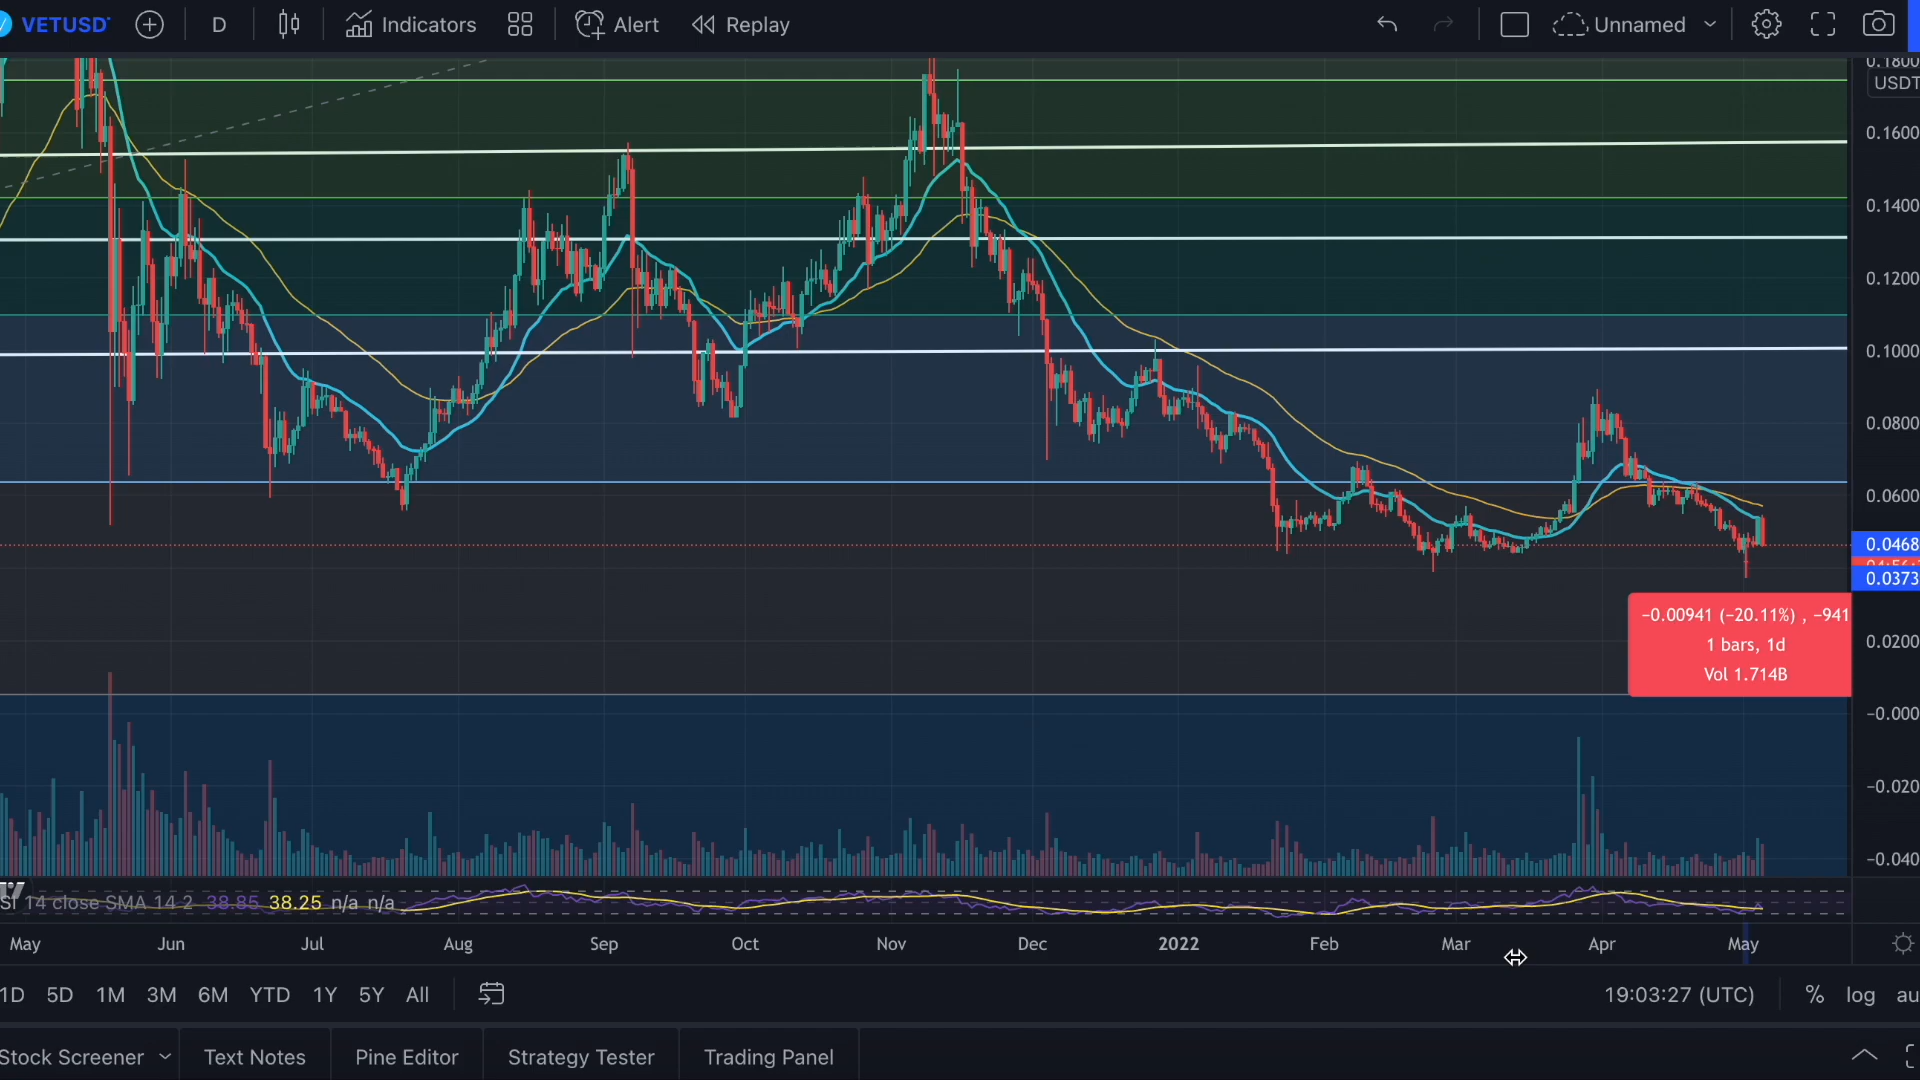 VETUSDT
D
Indicators
Alert
Replay
Unnamed
0.1800
USDT
0.1600
0.1400
0.1200
0.1000
0.0800
0.0600
0.0468
0.0373
0.0200
−0.000
−0.020
−0.040
−0.00941 (−20.11%) , −941
1 bars, 1d
Vol 1.714B
SI 14 close SMA 14 2 38.85 38.25 n/a n/a
May Jun Jul Aug Sep Oct Nov Dec 2022 Feb Mar Apr May
1D 5D 1M 3M 6M YTD 1Y 5Y All
19:03:27 (UTC) % log au
Stock Screener Text Notes Pine Editor Strategy Tester Trading Panel